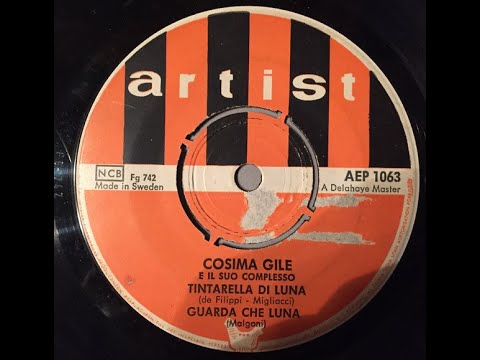 artist
NCB Fg 742
Made in Sweden
AEP 1063
A Delahaye Master
COSIMA GILE
E IL SUO COMPLESSO
TINTARELLA DI LUNA
(de Filippi - Migliacci)
GUARDA CHE LUNA
(Malgoni)